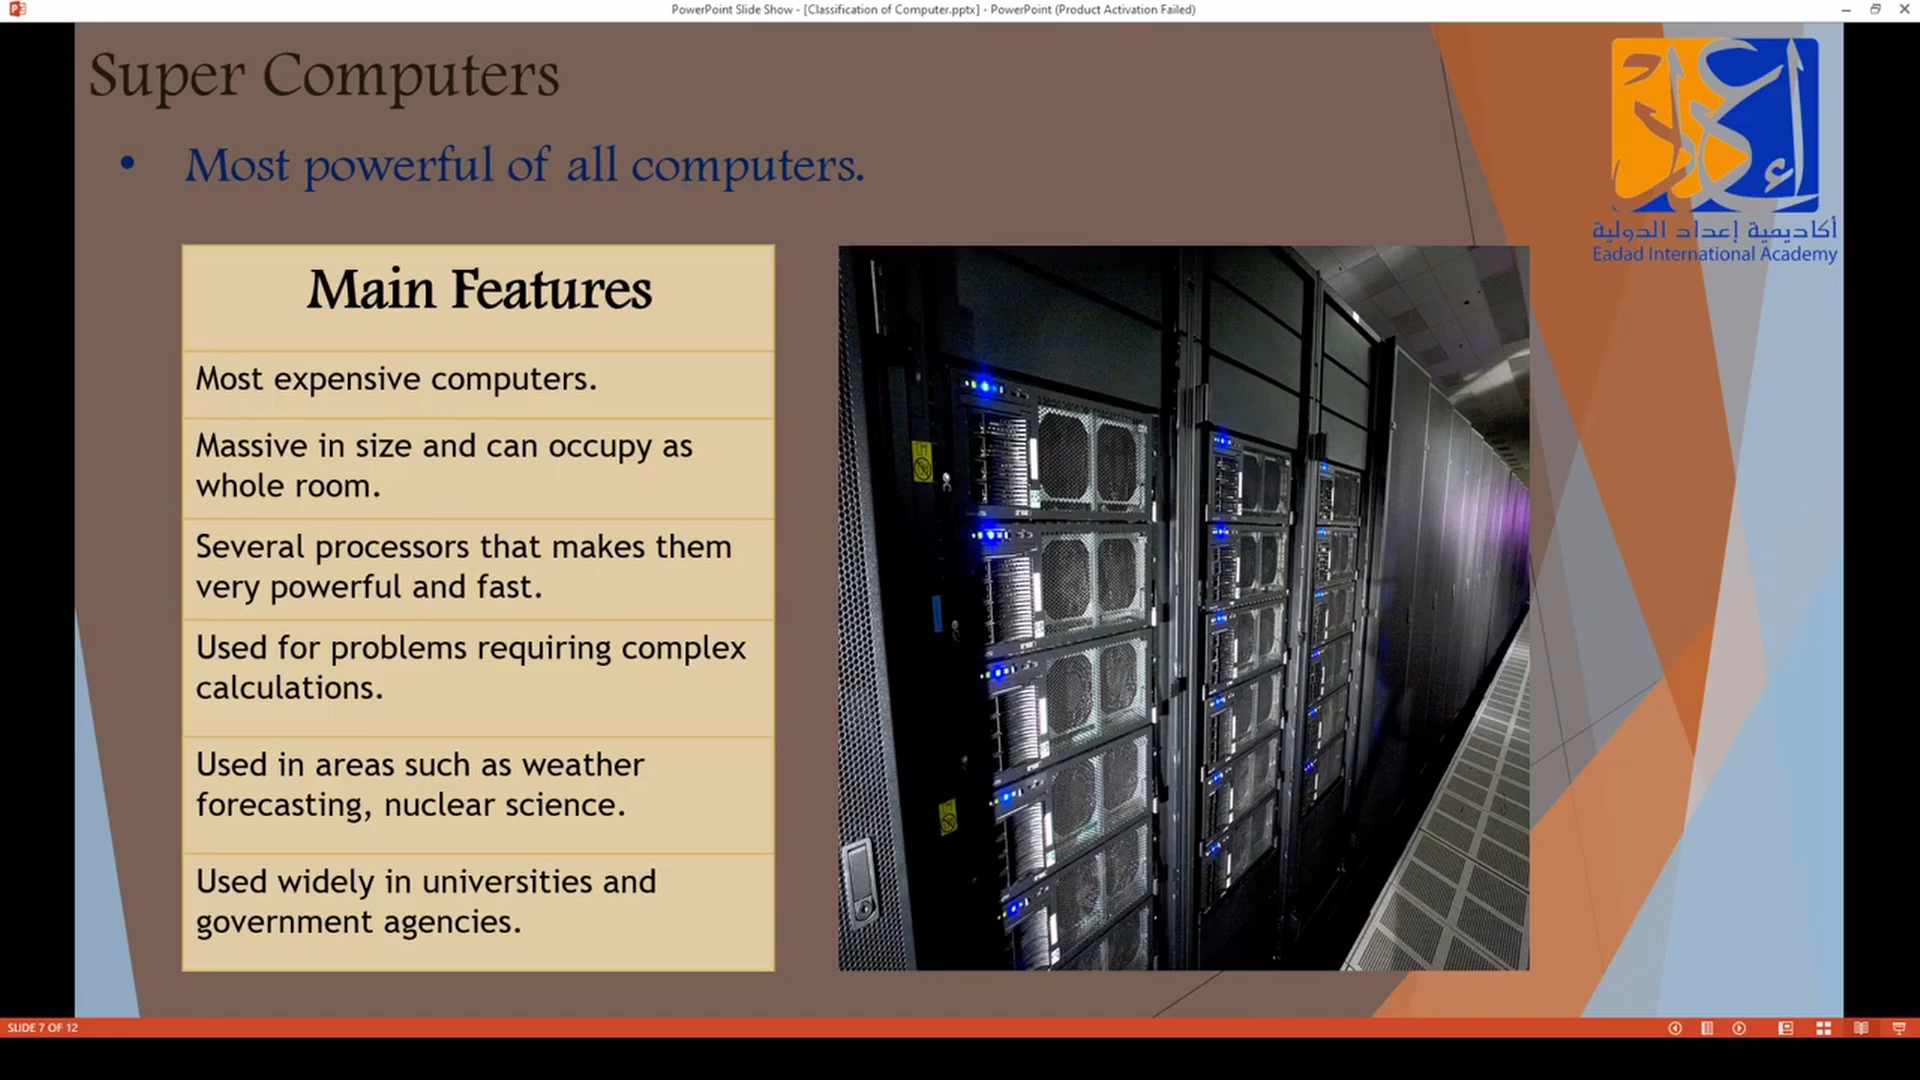 PowerPoint Slide Show - [Classification of Computer.pptx] - PowerPoint (Product Activation Failed)
Super Computers
• Most powerful of all computers.
Main Features
Most expensive computers.
Massive in size and can occupy as
whole room.
Several processors that makes them
very powerful and fast.
Used for problems requiring complex
calculations.
Used in areas such as weather
forecasting, nuclear science.
Used widely in universities and
government agencies.
إعداد
أكاديمية إعداد الدولية
Eadad International Academy
SLIDE 7 OF 12